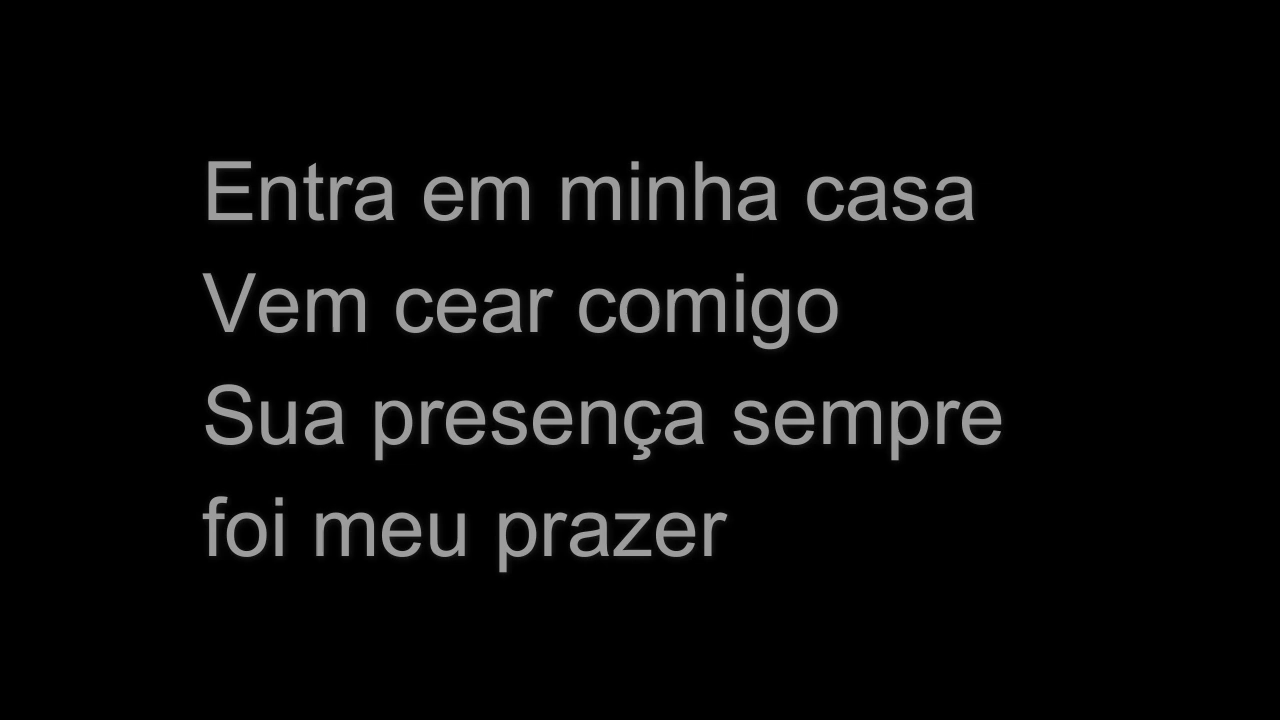 Entra em minha casa
Vem cear comigo
Sua presença sempre
foi meu prazer